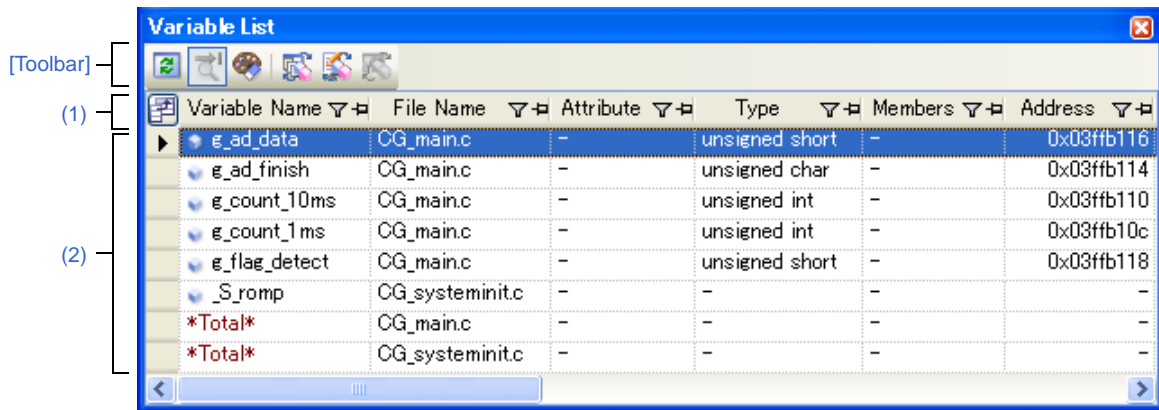 Variable List
[Toolbar]
(1)
Variable Name File Name Attribute Type Members Address
(2)
g_ad_data CG_main.c - unsigned short - 0x03ffb116
g_ad_finish CG_main.c - unsigned char - 0x03ffb114
g_count_10ms CG_main.c - unsigned int - 0x03ffb110
g_count_1ms CG_main.c - unsigned int - 0x03ffb10c
g_flag_detect CG_main.c - unsigned short - 0x03ffb118
_S_romp CG_systeminit.c - - - -
*Total* CG_main.c - - - -
*Total* CG_systeminit.c - - - -